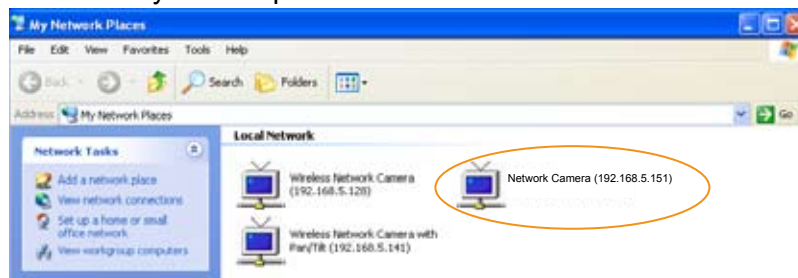 My Network Places
File Edit View Favorites Tools Help
Back Search Folders
Address My Network Places Go
Local Network
Network Tasks
Add a network place
View network connections
Set up a home or small
office network
View workgroup computers
Wireless Network Camera
(192.168.5.128)
Network Camera (192.168.5.151)
Wireless Network Camera with
Pan/Tilt (192.168.5.141)